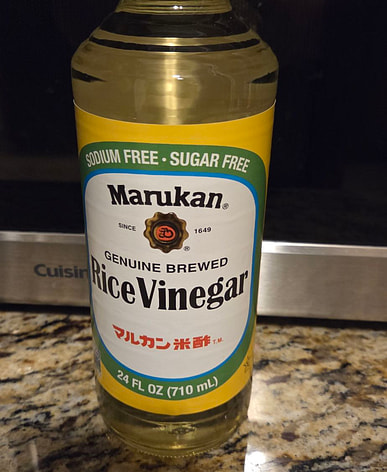 SODIUM FREE • SUGAR FREE
Marukan®
SINCE 1649
®
GENUINE BREWED
Rice Vinegar
マルカン 米酢 T.M.
24 FL OZ (710 mL)
Cuisin